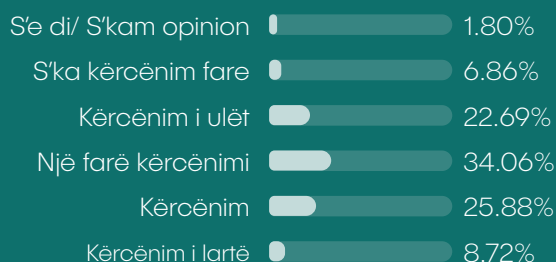 S'e di/ S'kam opinion 1.80%
S'ka kërcënim fare 6.86%
Kërcënim i ulët 22.69%
Një farë kërcënimi 34.06%
Kërcënim 25.88%
Kërcënim i lartë 8.72%